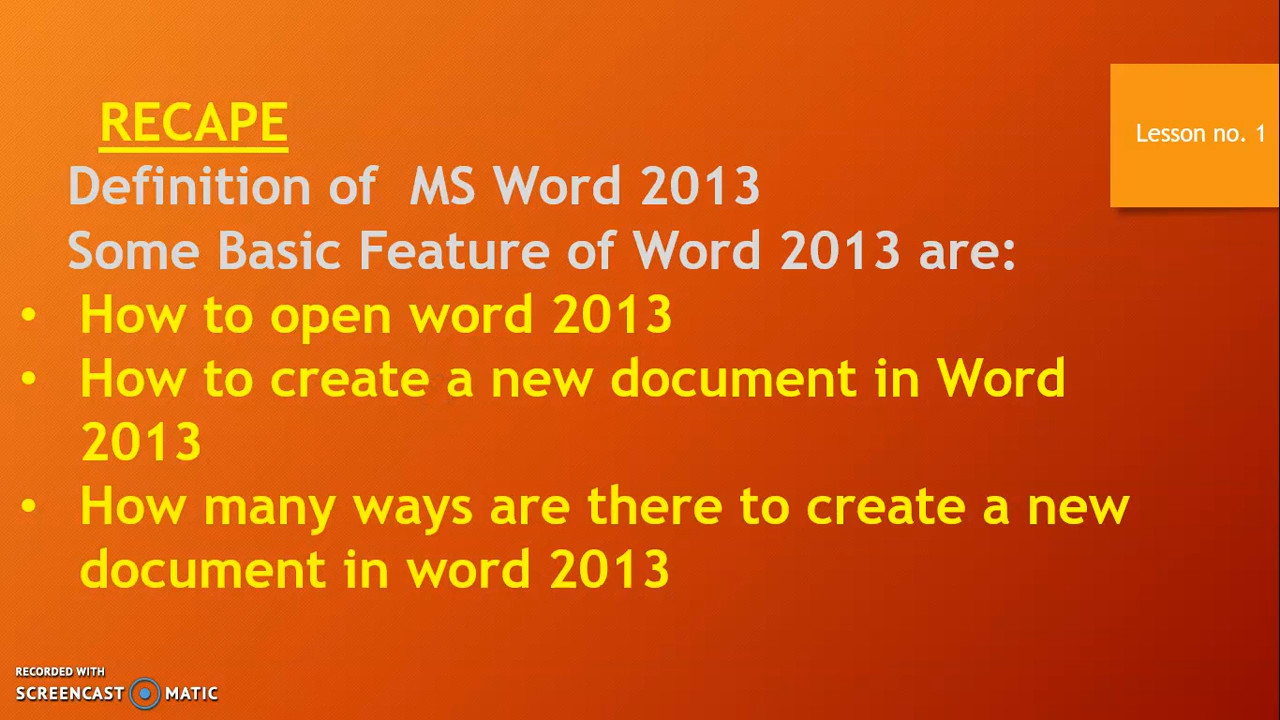 RECAPE
Lesson no. 1
Definition of MS Word 2013
Some Basic Feature of Word 2013 are:
• How to open word 2013
• How to create a new document in Word
2013
• How many ways are there to create a new
document in word 2013
RECORDED WITH
SCREENCAST MATIC